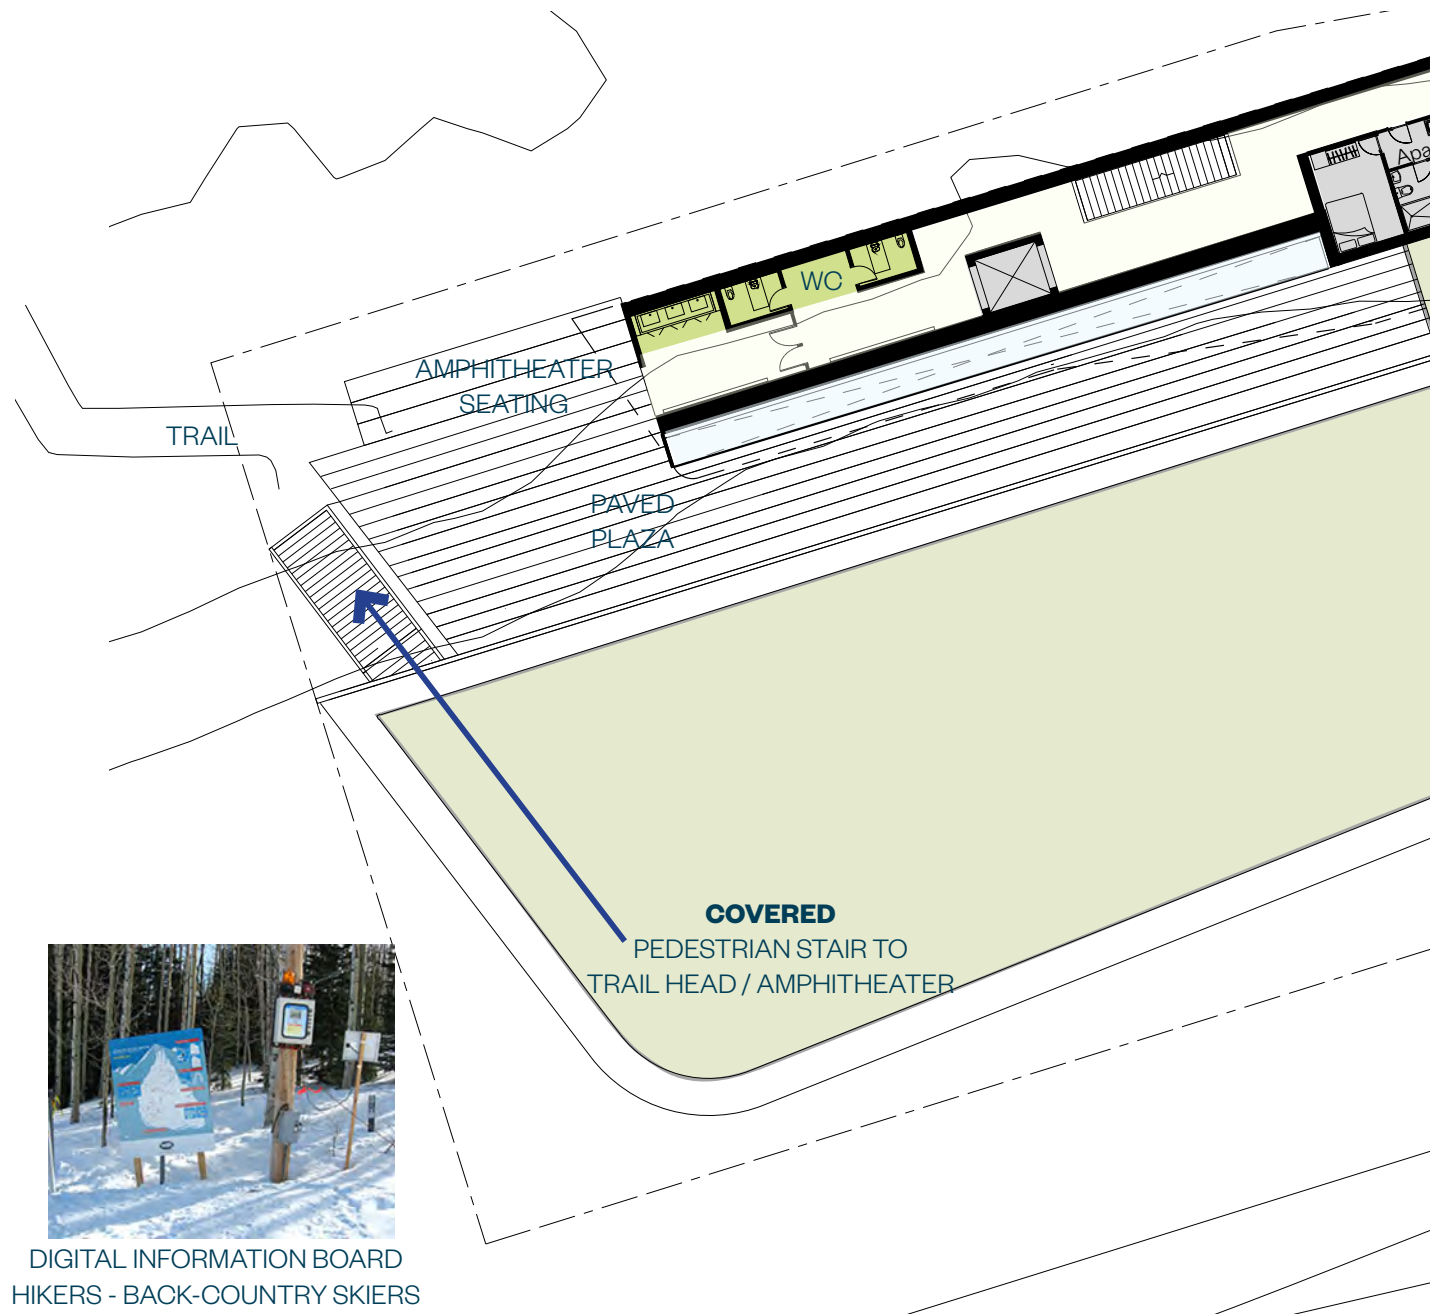 Apa
WC
AMPHITHEATER
SEATING
TRAIL
PAVED
PLAZA
COVERED
PEDESTRIAN STAIR TO
TRAIL HEAD / AMPHITHEATER
DIGITAL INFORMATION BOARD
HIKERS - BACK-COUNTRY SKIERS